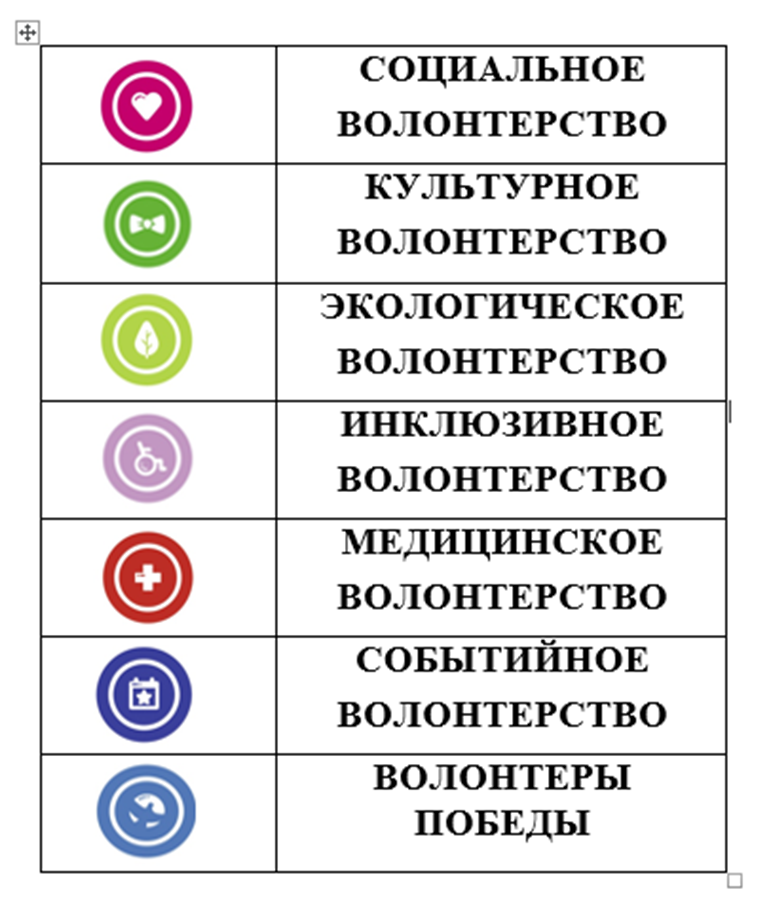 СОЦИАЛЬНОЕ
ВОЛОНТЕРСТВО
КУЛЬТУРНОЕ
ВОЛОНТЕРСТВО
ЭКОЛОГИЧЕСКОЕ
ВОЛОНТЕРСТВО
ИНКЛЮЗИВНОЕ
ВОЛОНТЕРСТВО
МЕДИЦИНСКОЕ
ВОЛОНТЕРСТВО
СОБЫТИЙНОЕ
ВОЛОНТЕРСТВО
ВОЛОНТЕРЫ
ПОБЕДЫ